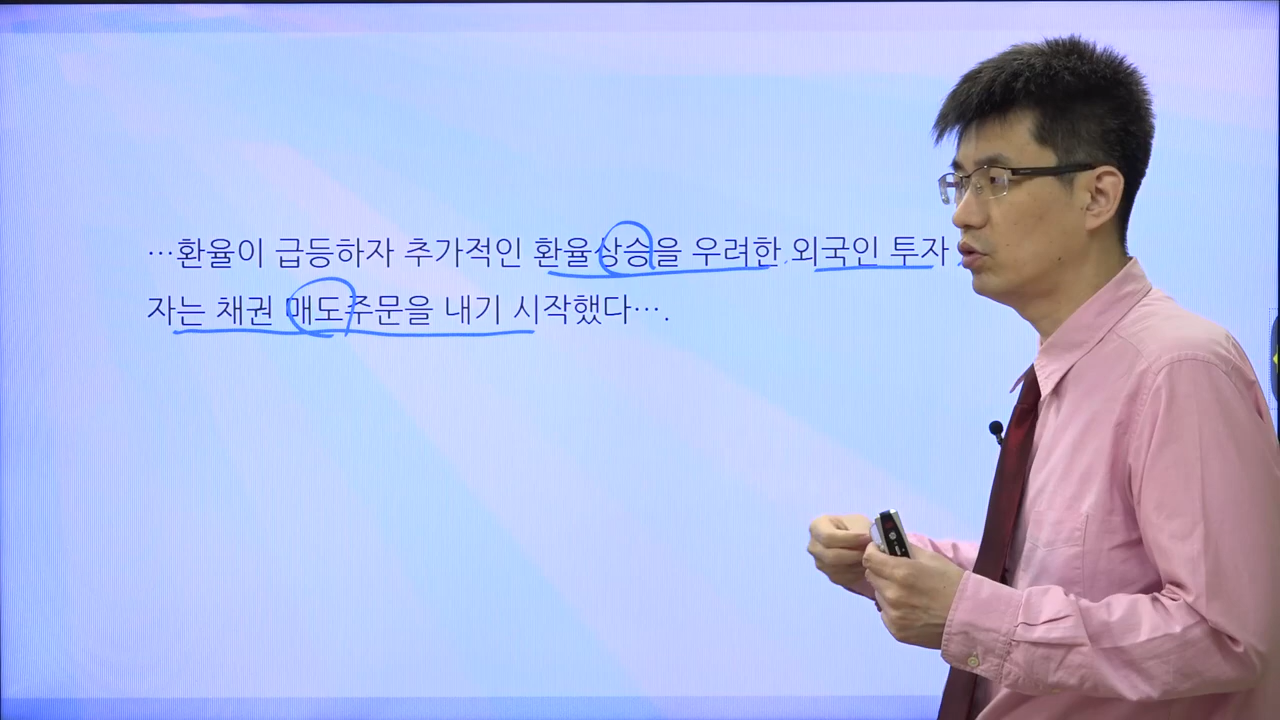 …환율이 급등하자 추가적인 환율상승을 우려한 외국인 투자
자는 채권 매도주문을 내기 시작했다….